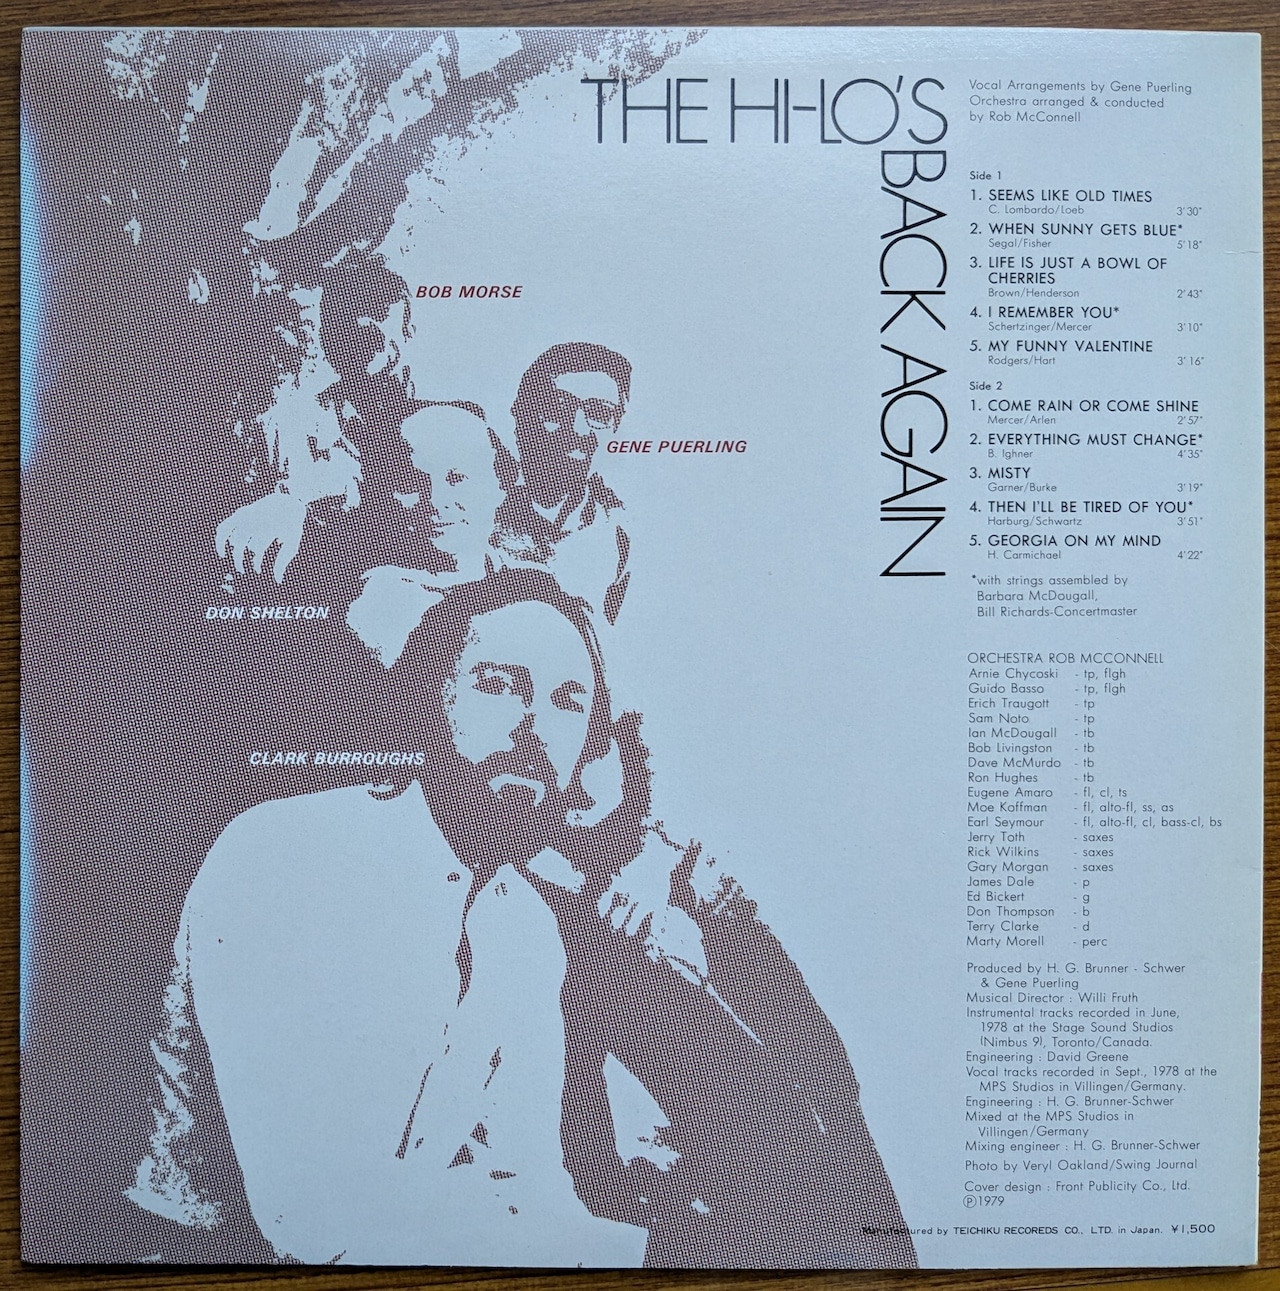 THE HI-LO'S
BACK AGAIN
BOB MORSE
GENE PUERLING
DON SHELTON
CLARK BURROUGHS
Vocal Arrangements by Gene Puerling
Orchestra arranged & conducted
by Rob McConnell
Side 1
1. SEEMS LIKE OLD TIMES
C. Lombardo/Loeb 3'30"
2. WHEN SUNNY GETS BLUE*
Segal/Fisher 5'18"
3. LIFE IS JUST A BOWL OF
CHERRIES
Brown/Henderson 2'43"
4. I REMEMBER YOU*
Schertzinger/Mercer 3'10"
5. MY FUNNY VALENTINE
Rodgers/Hart 3'16"
Side 2
1. COME RAIN OR COME SHINE
Mercer/Arlen 2'57"
2. EVERYTHING MUST CHANGE*
B. Ighner 4'35"
3. MISTY
Garner/Burke 3'19"
4. THEN I'LL BE TIRED OF YOU*
Harburg/Schwartz 3'51"
5. GEORGIA ON MY MIND
H. Carmichael 4'22"
*with strings assembled by
Barbara McDougall,
Bill Richards-Concertmaster
ORCHESTRA ROB MCCONNELL
Arnie Chycoski - tp, flgh
Guido Basso - tp, flgh
Erich Traugott - tp
Sam Noto - tp
Ian McDougall - tb
Bob Livingston - tb
Dave McMurdo - tb
Ron Hughes - tb
Eugene Amaro - fl, cl, ts
Moe Koffman - fl, alto-fl, ss, as
Earl Seymour - fl, alto-fl, cl, bass-cl, bs
Jerry Toth - saxes
Rick Wilkins - saxes
Gary Morgan - saxes
James Dale - p
Ed Bickert - g
Don Thompson - b
Terry Clarke - d
Marty Morell - perc
Produced by H. G. Brunner - Schwer
& Gene Puerling
Musical Director : Willi Fruth
Instrumental tracks recorded in June,
1978 at the Stage Sound Studios
(Nimbus 9), Toronto/Canada.
Engineering : David Greene
Vocal tracks recorded in Sept., 1978 at the
MPS Studios in Villingen/Germany.
Engineering : H. G. Brunner-Schwer
Mixed at the MPS Studios in
Villingen/Germany
Mixing engineer : H. G. Brunner-Schwer
Photo by Veryl Oakland/Swing Journal
Cover design : Front Publicity Co., Ltd.
Ⓟ1979
Manufactured by TEICHIKU RECOREDS CO., LTD. in Japan. ¥1,500